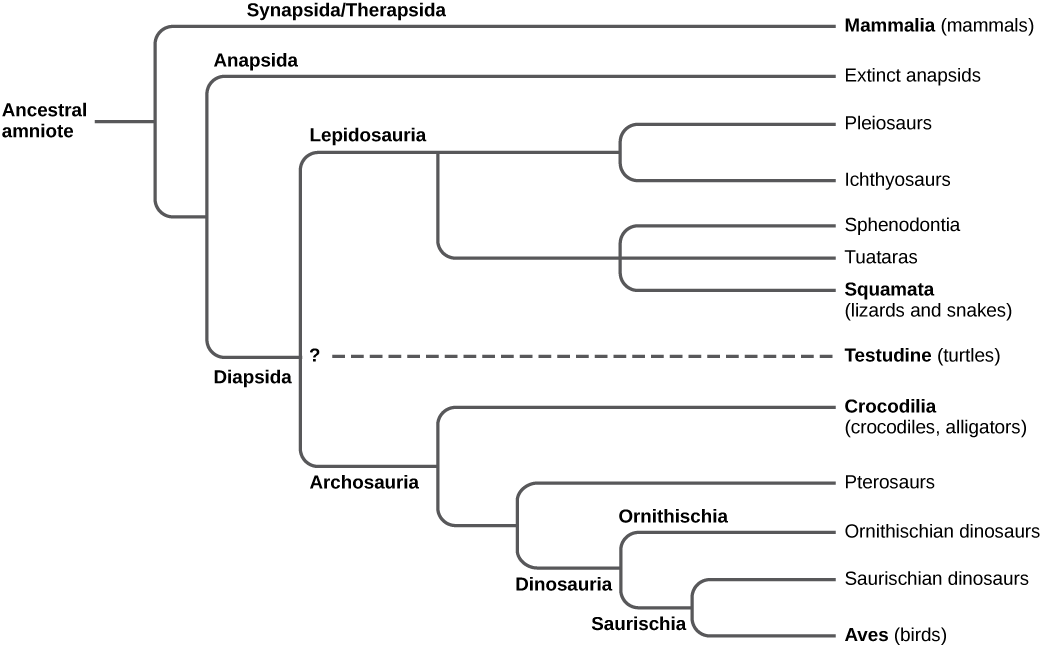 Synapsida/Therapsida
Mammalia (mammals)
Anapsida
Extinct anapsids
Ancestral
amniote
Lepidosauria
Pleiosaurs
Ichthyosaurs
Sphenodontia
Tuataras
Squamata
(lizards and snakes)
?
Testudine (turtles)
Diapsida
Crocodilia
(crocodiles, alligators)
Archosauria
Pterosaurs
Ornithischia
Ornithischian dinosaurs
Dinosauria
Saurischian dinosaurs
Saurischia
Aves (birds)